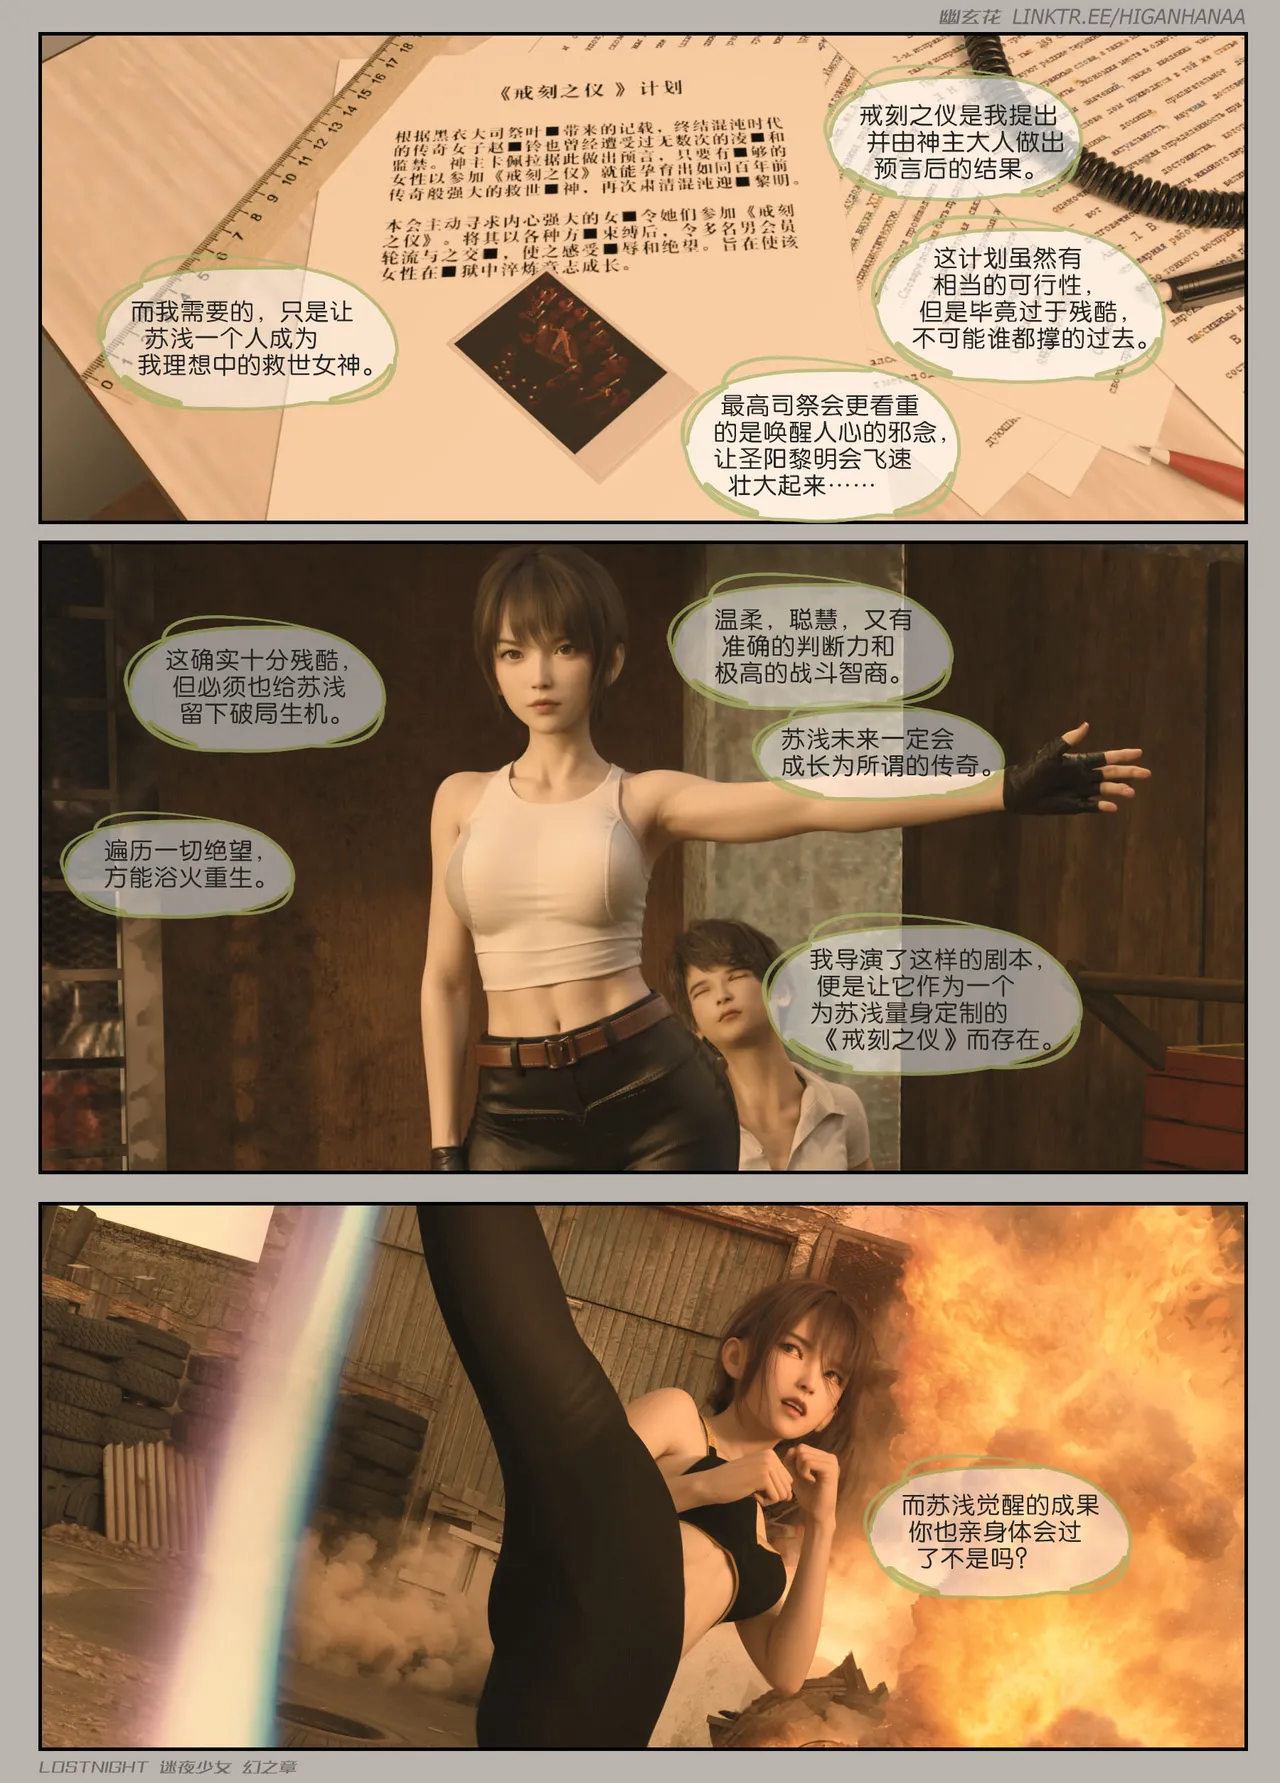 幽玄花 LINKTR.EE/HIGANHANAA
《戒刻之仪 》计划
根据黑衣大司祭叶■带来的记载，终结混沌时代
的传奇女子赵■铃也曾经遭受过无数次的凌■和
监禁。神主卡佩拉据此做出预言，只要有■够的
女性以参加《戒刻之仪》就能孕育出如同百年前
传奇般强大的救世■神，再次肃清混沌迎■黎明。
本会主动寻求内心强大的女■令她们参加《戒刻
之仪》。将其以各种方■束缚后，令多名男会员
轮流与之交■，使之感受■辱和绝望。旨在使该
女性在■狱中淬炼意志成长。
戒刻之仪是我提出
并由神主大人做出
预言后的结果。
这计划虽然有
相当的可行性，
但是毕竟过于残酷，
不可能谁都撑的过去。
而我需要的，只是让
苏浅一个人成为
我理想中的救世女神。
最高司祭会更看重
的是唤醒人心的邪念，
让圣阳黎明会飞速
壮大起来……
0 1 2 4 5 6 7 8 9 10 11 12 13 14 15 16 17 18
温柔，聪慧，又有
准确的判断力和
极高的战斗智商。
这确实十分残酷，
但必须也给苏浅
留下破局生机。
苏浅未来一定会
成长为所谓的传奇。
遍历一切绝望，
方能浴火重生。
我导演了这样的剧本，
便是让它作为一个
为苏浅量身定制的
《戒刻之仪》而存在。
而苏浅觉醒的成果
你也亲身体会过
了不是吗？
LOSTNIGHT 迷夜少女 幻之章